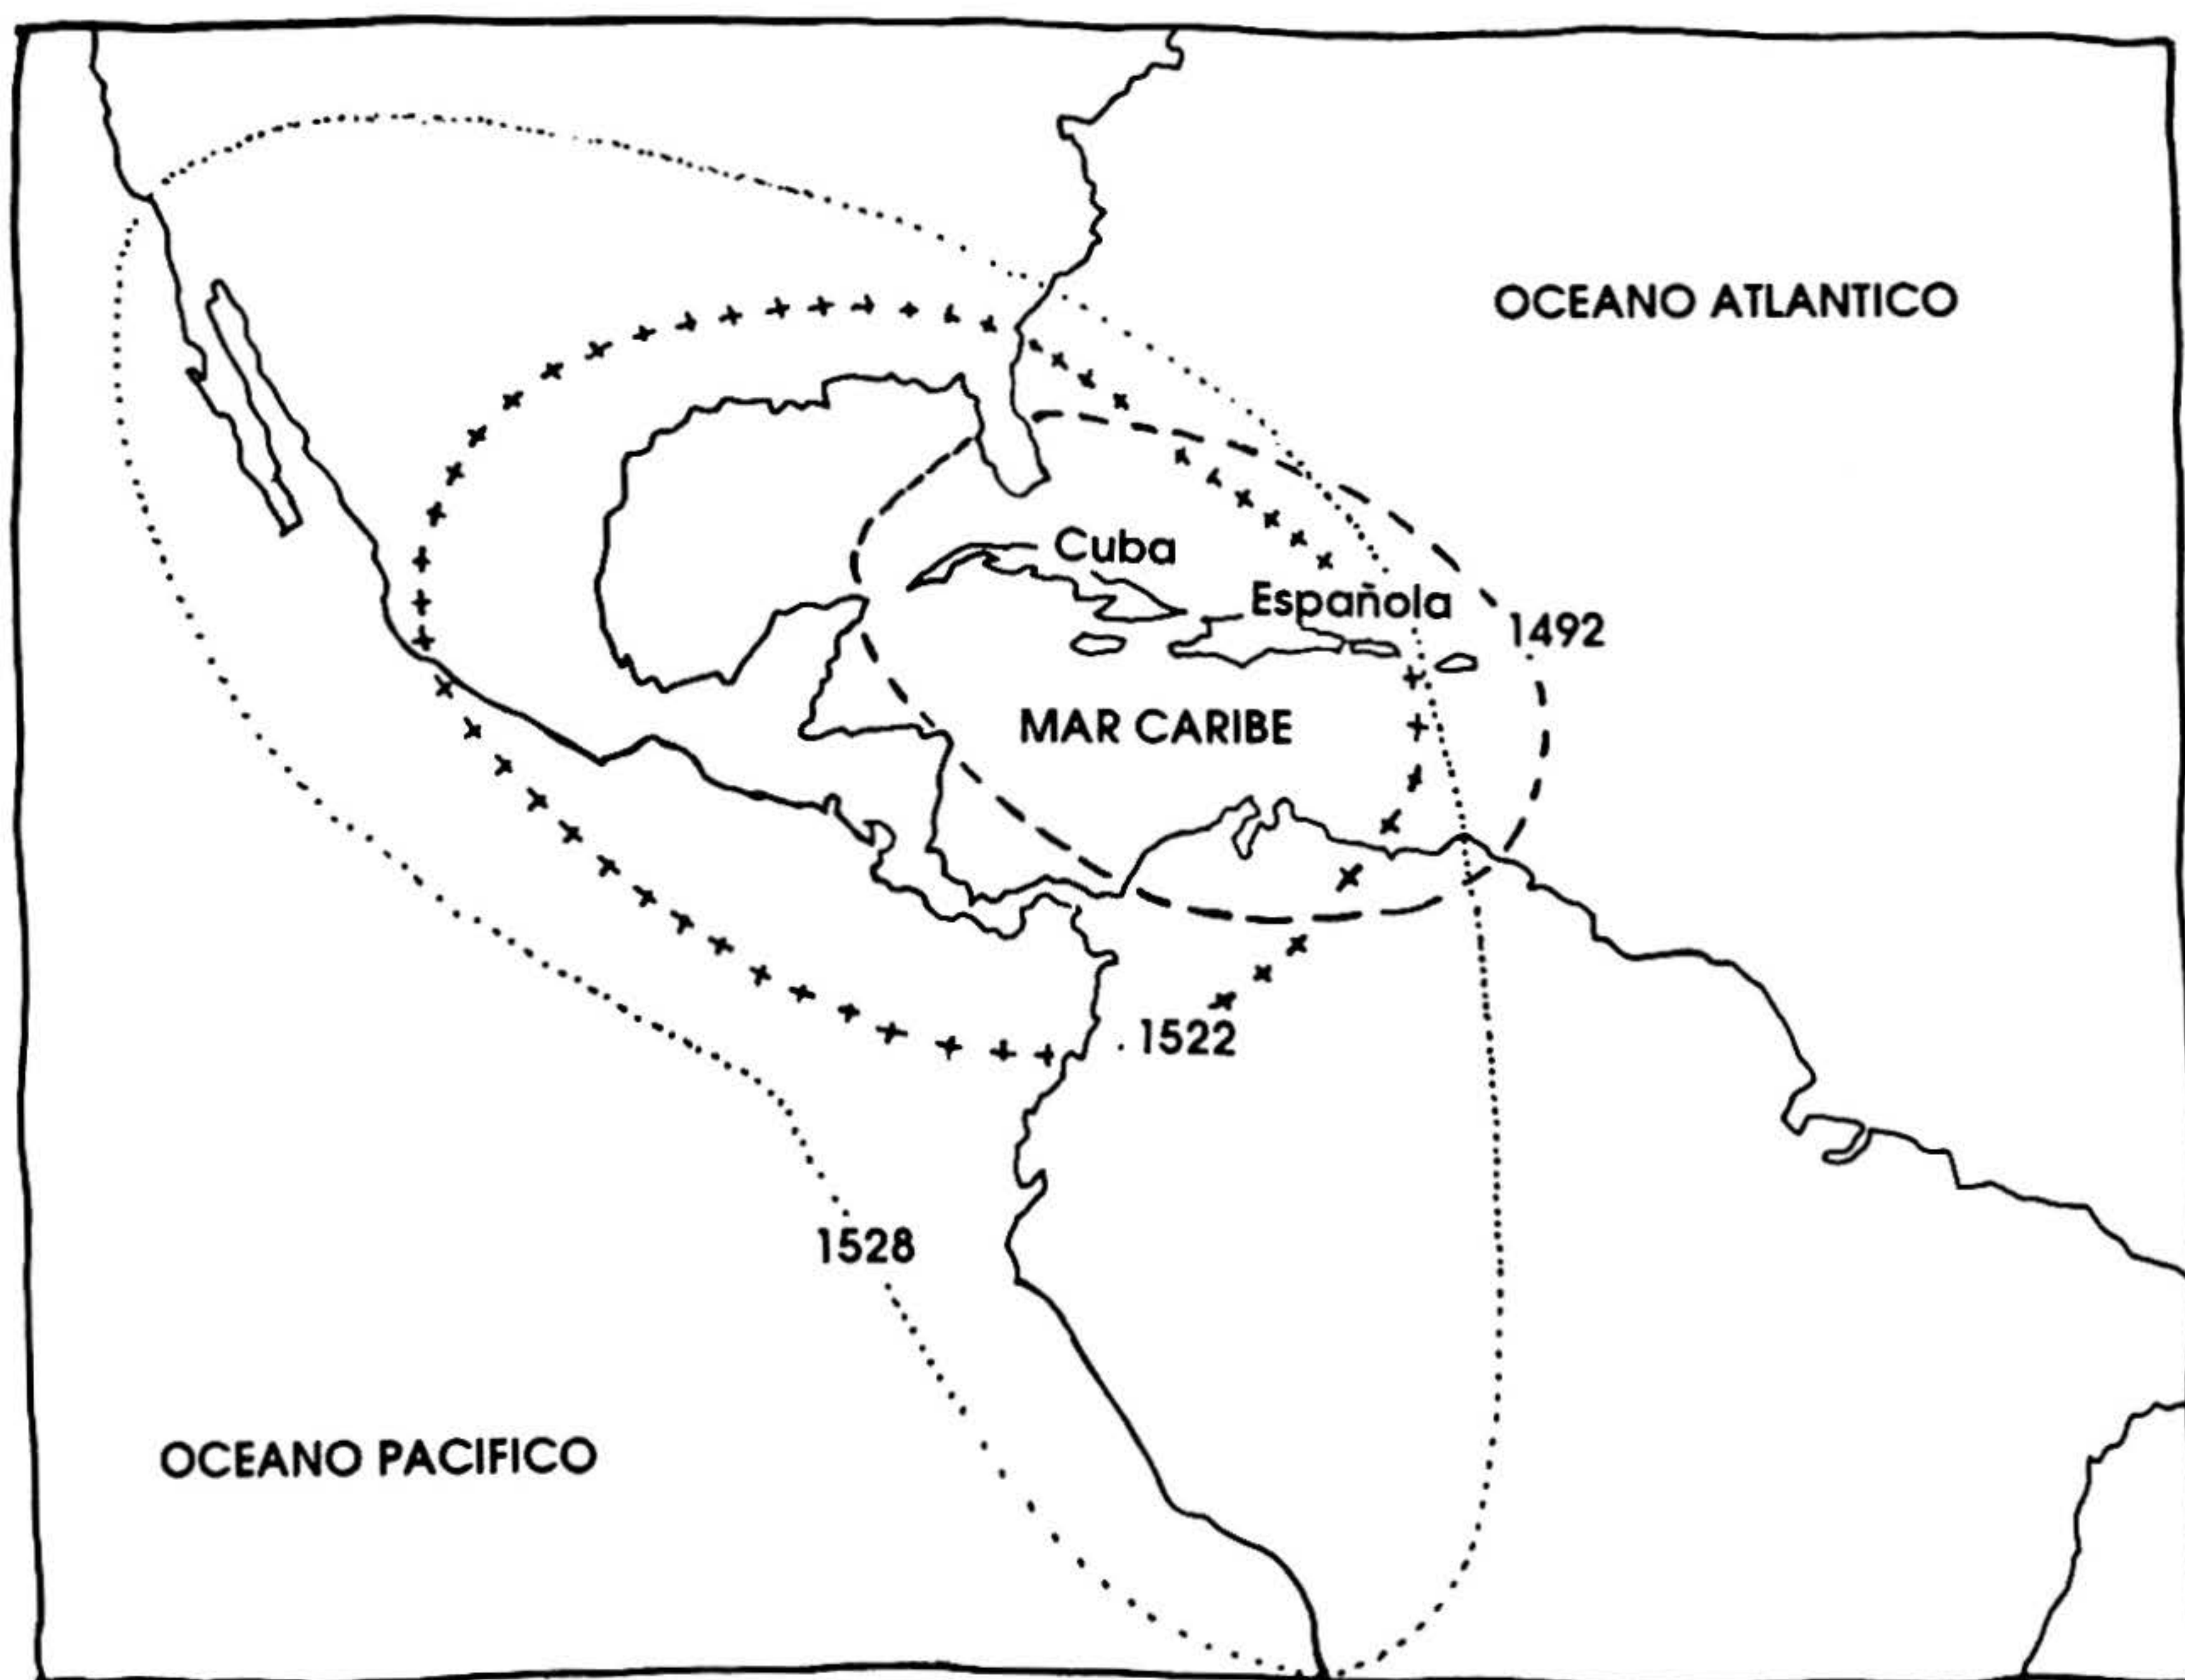 OCEANO ATLANTICO
Cuba
Española
1492
MAR CARIBE
1522
1528
OCEANO PACIFICO